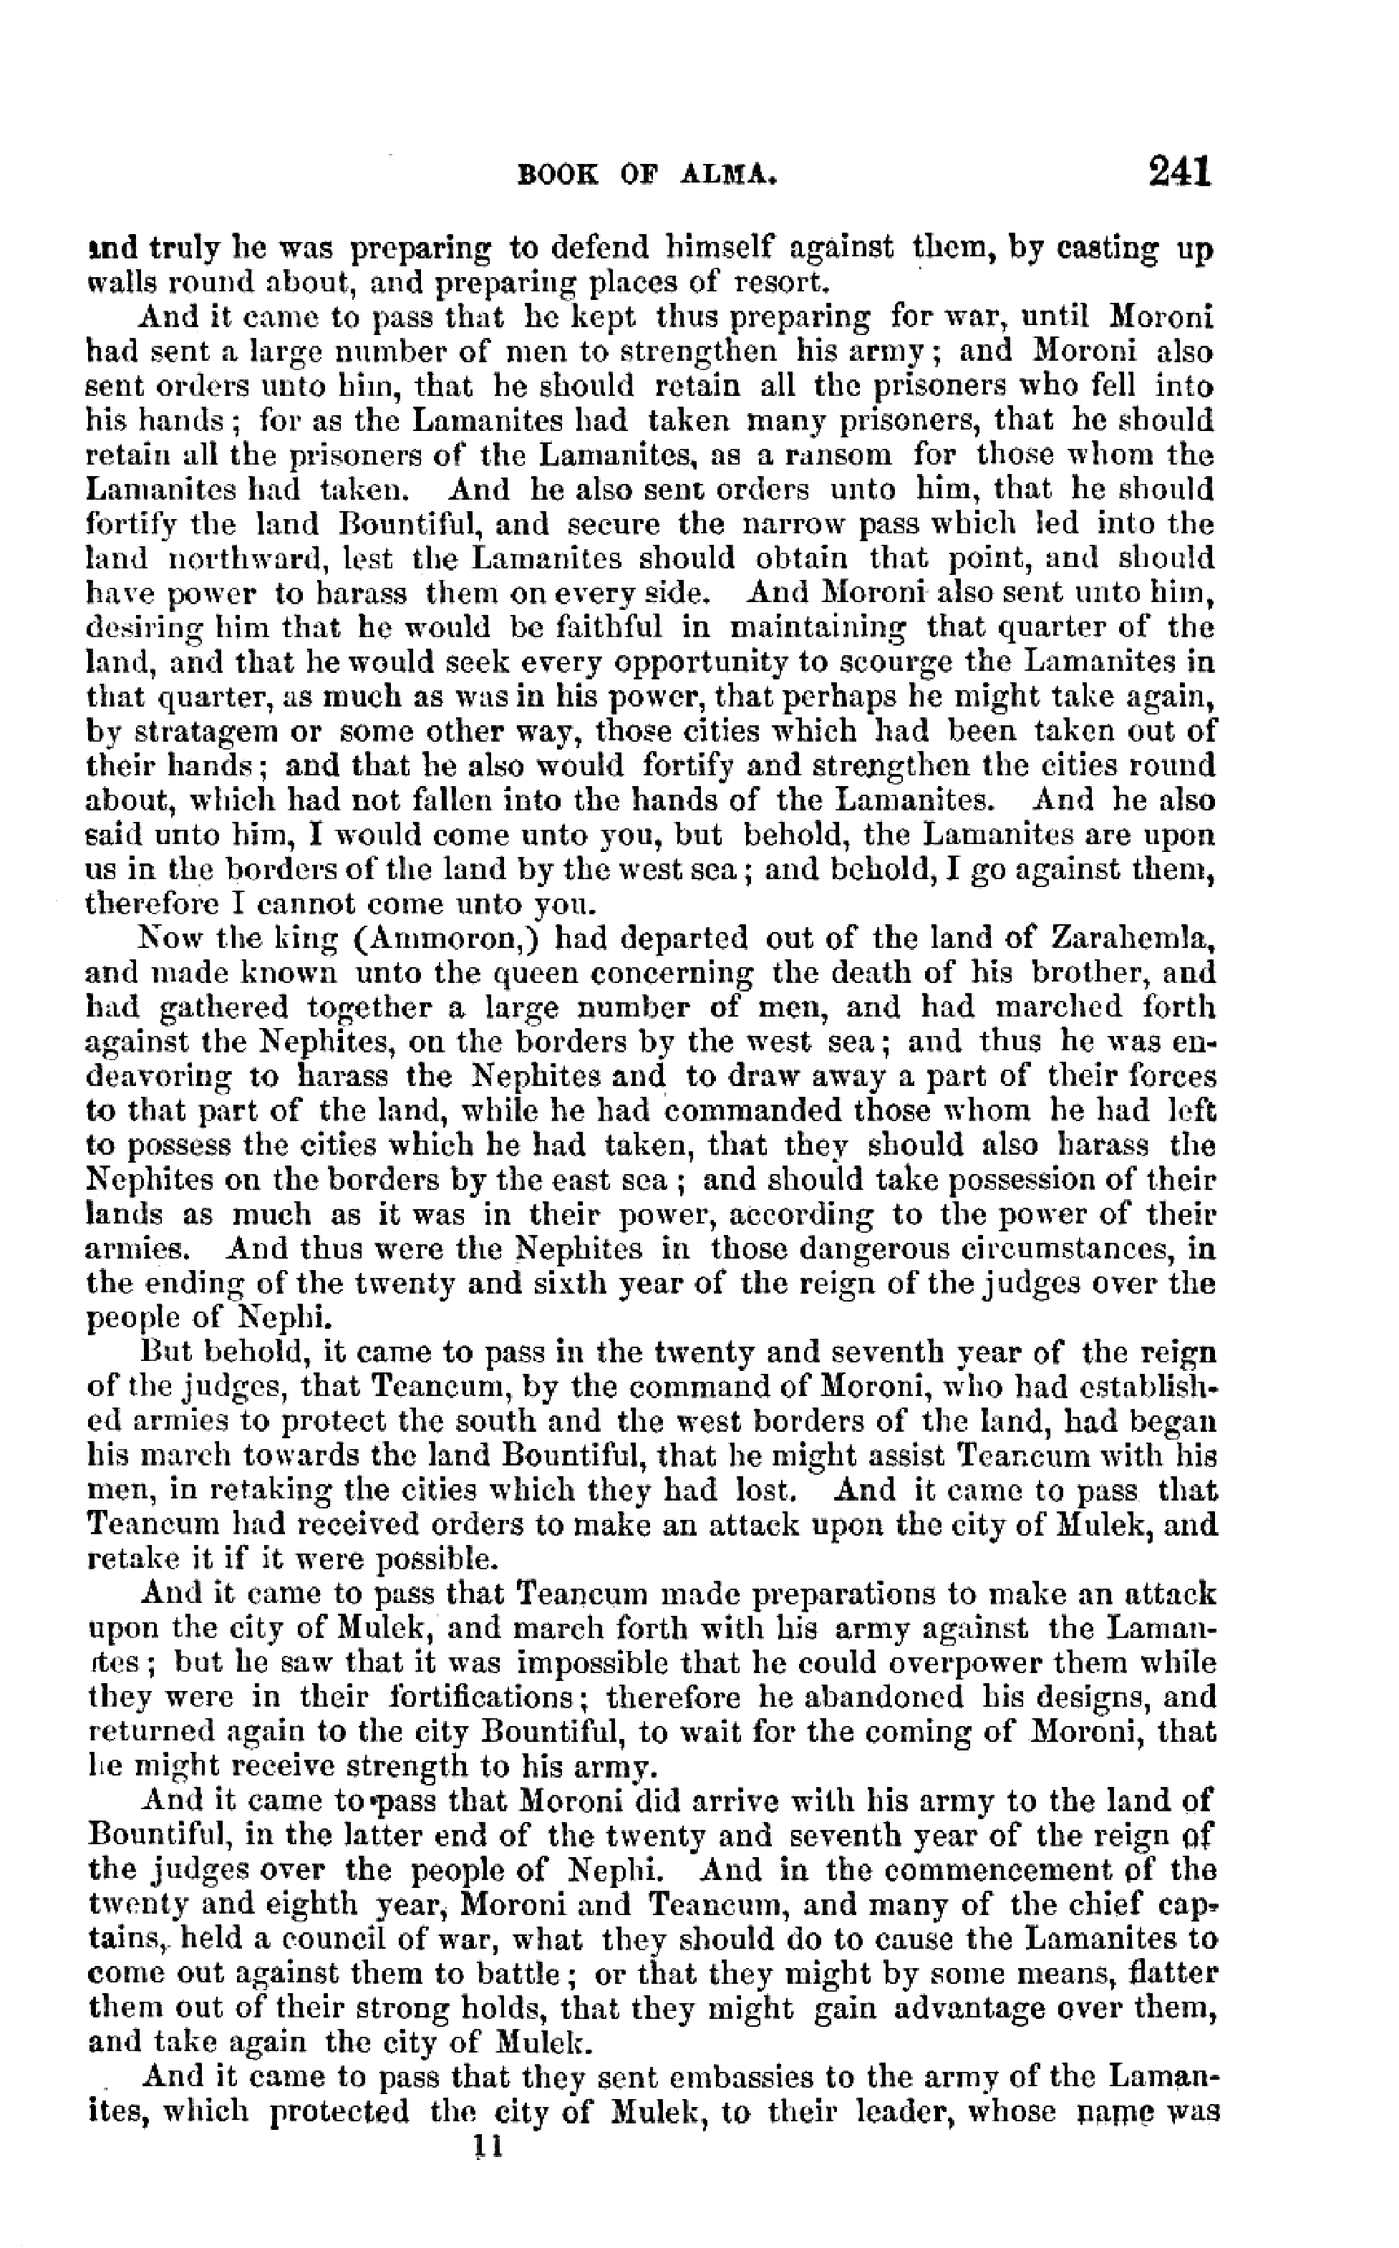 BOOK OF ALMA. 241
and truly he was preparing to defend himself against them, by casting up
walls round about, and preparing places of resort.
And it came to pass that he kept thus preparing for war, until Moroni
had sent a large number of men to strengthen his army; and Moroni also
sent orders unto him, that he should retain all the prisoners who fell into
his hands; for as the Lamanites had taken many prisoners, that he should
retain all the prisoners of the Lamanites, as a ransom for those whom the
Lamanites had taken. And he also sent orders unto him, that he should
fortify the land Bountiful, and secure the narrow pass which led into the
land northward, lest the Lamanites should obtain that point, and should
have power to harass them on every side. And Moroni also sent unto him,
desiring him that he would be faithful in maintaining that quarter of the
land, and that he would seek every opportunity to scourge the Lamanites in
that quarter, as much as was in his power, that perhaps he might take again,
by stratagem or some other way, those cities which had been taken out of
their hands; and that he also would fortify and strengthen the cities round
about, which had not fallen into the hands of the Lamanites. And he also
said unto him, I would come unto you, but behold, the Lamanites are upon
us in the borders of the land by the west sea; and behold, I go against them,
therefore I cannot come unto you.
Now the king (Ammoron,) had departed out of the land of Zarahemla,
and made known unto the queen concerning the death of his brother, and
had gathered together a large number of men, and had marched forth
against the Nephites, on the borders by the west sea; and thus he was en-
deavoring to harass the Nephites and to draw away a part of their forces
to that part of the land, while he had commanded those whom he had left
to possess the cities which he had taken, that they should also harass the
Nephites on the borders by the east sea; and should take possession of their
lands as much as it was in their power, according to the power of their
armies. And thus were the Nephites in those dangerous circumstances, in
the ending of the twenty and sixth year of the reign of the judges over the
people of Nephi.
But behold, it came to pass in the twenty and seventh year of the reign
of the judges, that Teancum, by the command of Moroni, who had establish-
ed armies to protect the south and the west borders of the land, had began
his march towards the land Bountiful, that he might assist Teancum with his
men, in retaking the cities which they had lost. And it came to pass that
Teancum had received orders to make an attack upon the city of Mulek, and
retake it if it were possible.
And it came to pass that Teancum made preparations to make an attack
upon the city of Mulek, and march forth with his army against the Laman-
ites; but he saw that it was impossible that he could overpower them while
they were in their fortifications; therefore he abandoned his designs, and
returned again to the city Bountiful, to wait for the coming of Moroni, that
he might receive strength to his army.
And it came to pass that Moroni did arrive with his army to the land of
Bountiful, in the latter end of the twenty and seventh year of the reign of
the judges over the people of Nephi. And in the commencement of the
twenty and eighth year, Moroni and Teancum, and many of the chief cap-
tains, held a council of war, what they should do to cause the Lamanites to
come out against them to battle; or that they might by some means, flatter
them out of their strong holds, that they might gain advantage over them,
and take again the city of Mulek.
And it came to pass that they sent embassies to the army of the Laman-
ites, which protected the city of Mulek, to their leader, whose name was
11